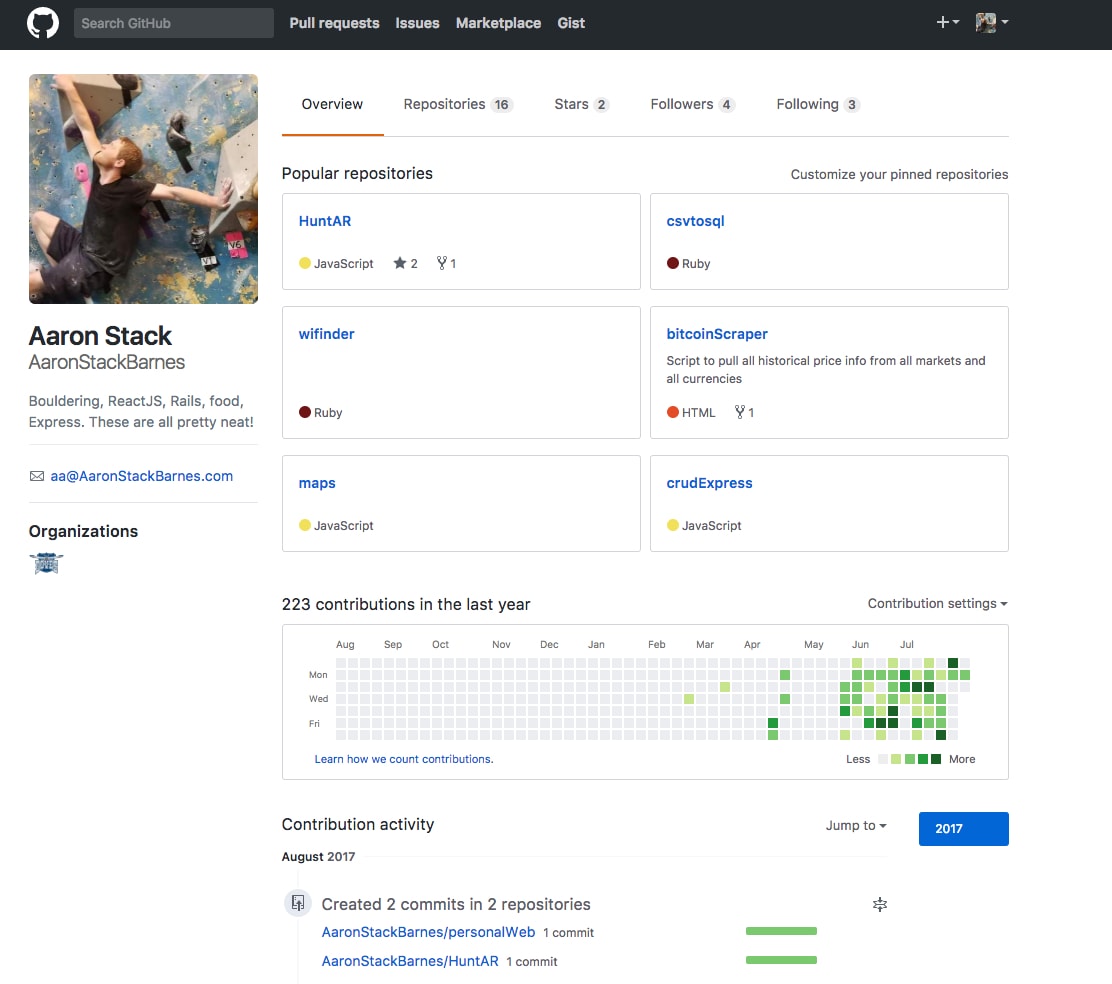 Search GitHub
Pull requests Issues Marketplace Gist
Overview Repositories 16 Stars 2 Followers 4 Following 3
Aaron Stack
AaronStackBarnes
Bouldering, ReactJS, Rails, food,
Express. These are all pretty neat!
aa@AaronStackBarnes.com
Organizations
Popular repositories Customize your pinned repositories
HuntAR
JavaScript 2 1
csvtosql
Ruby
wifinder
Ruby
bitcoinScraper
Script to pull all historical price info from all markets and
all currencies
HTML 1
maps
JavaScript
crudExpress
JavaScript
223 contributions in the last year Contribution settings
Aug Sep Oct Nov Dec Jan Feb Mar Apr May Jun Jul
Mon
Wed
Fri
Learn how we count contributions. Less More
Contribution activity Jump to 2017
August 2017
Created 2 commits in 2 repositories
AaronStackBarnes/personalWeb 1 commit
AaronStackBarnes/HuntAR 1 commit
V1
V6